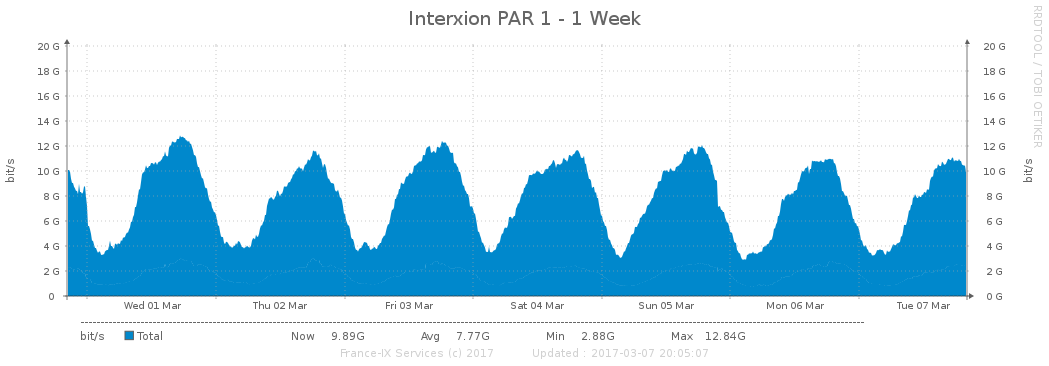 Interxion PAR 1 - 1 Week
RRDTOOL / TOBI OETIKER
20 G 20 G
18 G 18 G
16 G 16 G
14 G 14 G
12 G 12 G
10 G 10 G
8 G 8 G
6 G 6 G
4 G 4 G
2 G 2 G
0 0 G
bit/s
bit/s
Wed 01 Mar Thu 02 Mar Fri 03 Mar Sat 04 Mar Sun 05 Mar Mon 06 Mar Tue 07 Mar
bit/s Total Now 9.89G Avg 7.77G Min 2.88G Max 12.84G
France-IX Services (c) 2017 Updated : 2017-03-07 20:05:07